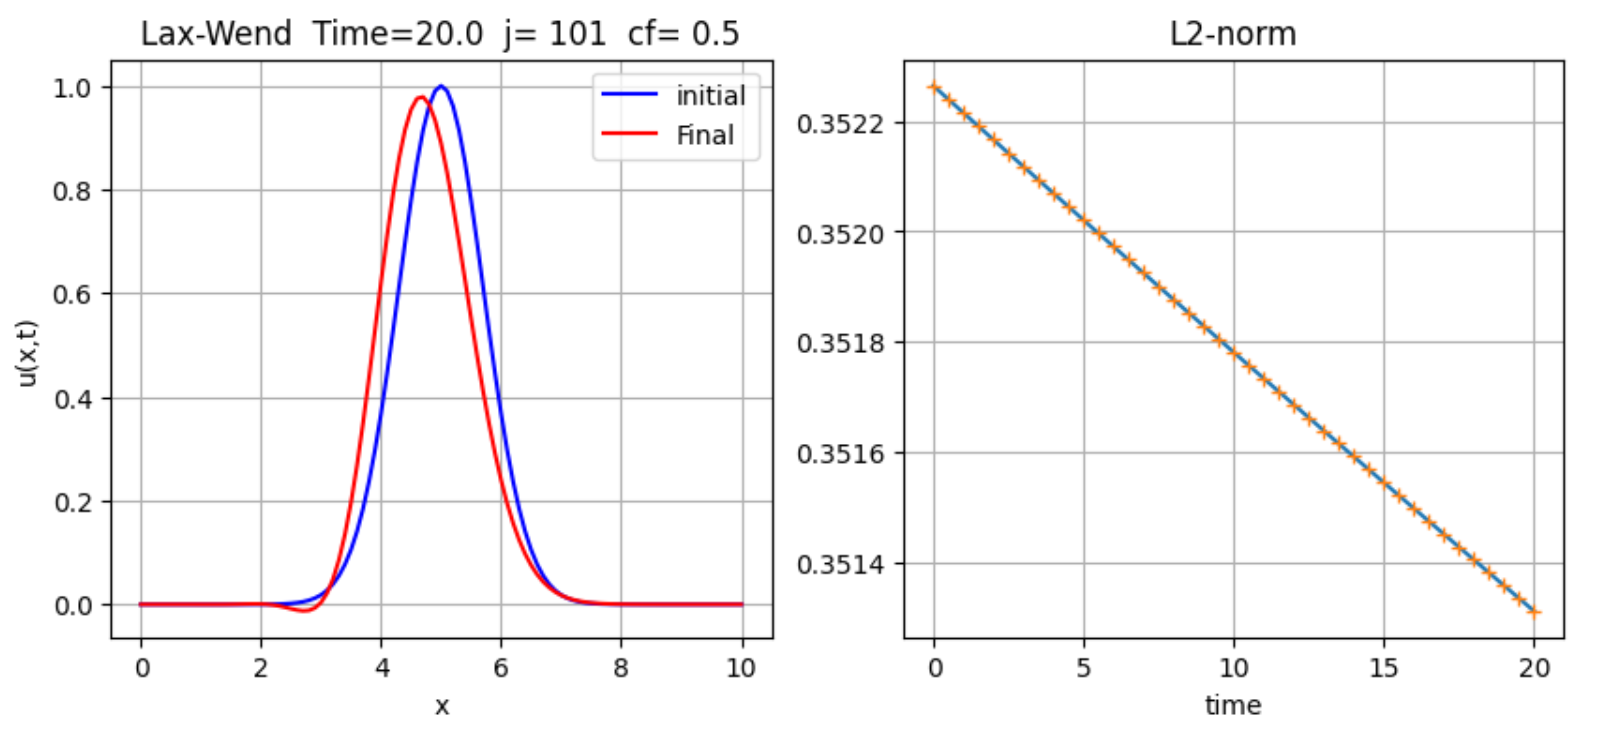 Lax-Wend  Time=20.0  j= 101  cf= 0.5
u(x,t)
1.0
0.8
0.6
0.4
0.2
0.0
initial
Final
0 2 4 6 8 10
x
L2-norm
0.3522
0.3520
0.3518
0.3516
0.3514
0 5 10 15 20
time